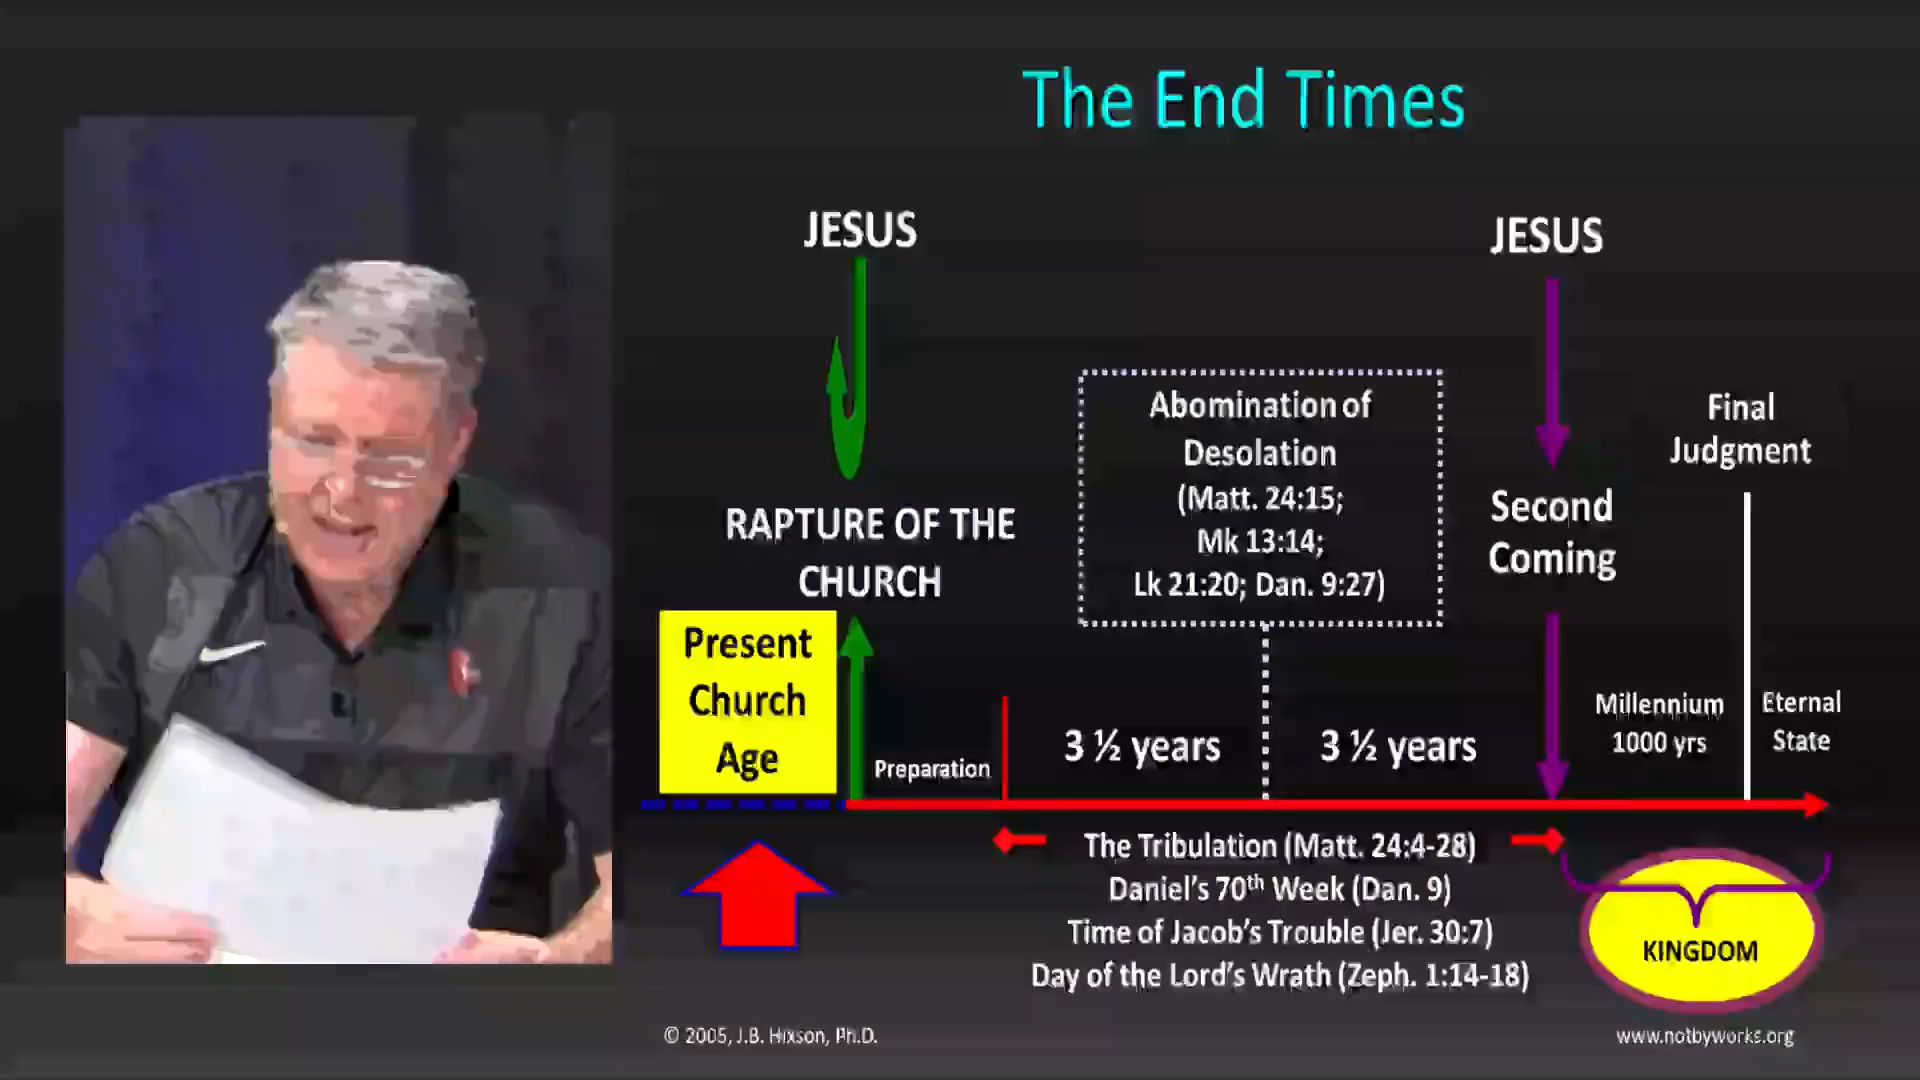 The End Times
JESUS
JESUS
RAPTURE OF THE
CHURCH
Abomination of
Desolation
(Matt. 24:15;
Mk 13:14;
Lk 21:20; Dan. 9:27)
Second
Coming
Final
Judgment
Present
Church
Age
Preparation
3 ½ years
3 ½ years
Millennium
1000 yrs
Eternal
State
The Tribulation (Matt. 24:4-28)
Daniel's 70th Week (Dan. 9)
Time of Jacob's Trouble (Jer. 30:7)
Day of the Lord's Wrath (Zeph. 1:14-18)
KINGDOM
© 2005, J.B. Hixson, Ph.D.
www.notbyworks.org